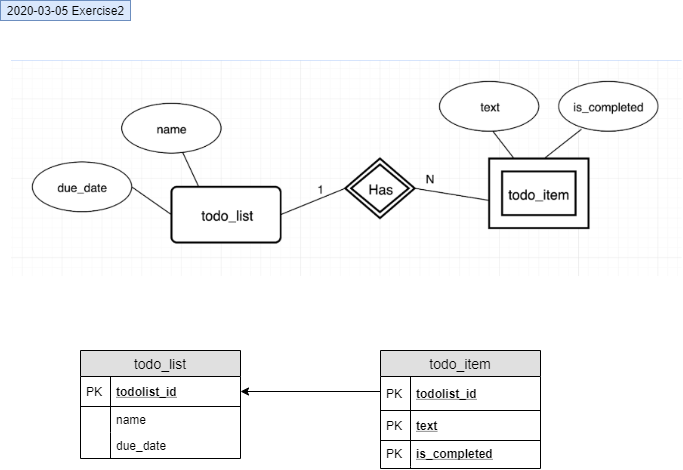 2020-03-05 Exercise2
text
is_completed
name
due_date
todo_list
1
Has
N
todo_item
todo_list
PK todolist_id
name
due_date
todo_item
PK todolist_id
PK text
PK is_completed